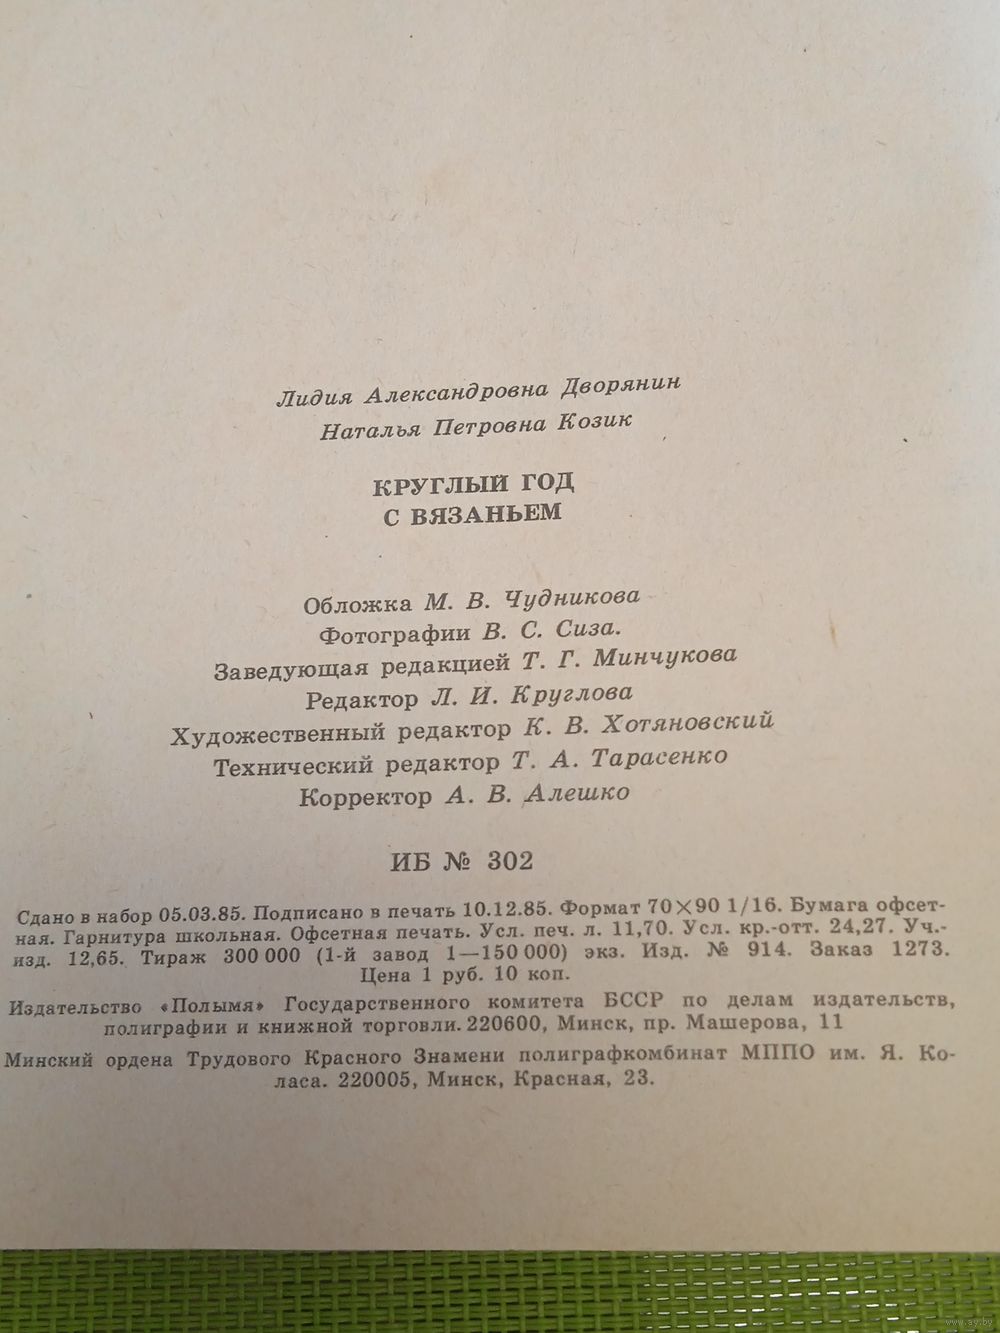 Лидия Александровна Дворянин
Наталья Петровна Козик
КРУГЛЫЙ ГОД
С ВЯЗАНЬЕМ
Обложка М. В. Чудникова
Фотографии В. С. Сиза.
Заведующая редакцией Т. Г. Минчукова
Редактор Л. И. Круглова
Художественный редактор К. В. Хотяновский
Технический редактор Т. А. Тарасенко
Корректор А. В. Алешко
ИБ № 302
Сдано в набор 05.03.85. Подписано в печать 10.12.85. Формат 70×90 1/16. Бумага офсет-
ная. Гарнитура школьная. Офсетная печать. Усл. печ. л. 11,70. Усл. кр.-отт. 24,27. Уч.-
изд. 12,65. Тираж 300 000 (1-й завод 1—150 000) экз. Изд. № 914. Заказ 1273.
Цена 1 руб. 10 коп.
Издательство «Полымя» Государственного комитета БССР по делам издательств,
полиграфии и книжной торговли. 220600, Минск, пр. Машерова, 11
Минский ордена Трудового Красного Знамени полиграфкомбинат МППО им. Я. Ко-
ласа. 220005, Минск, Красная, 23.
www.ay.by